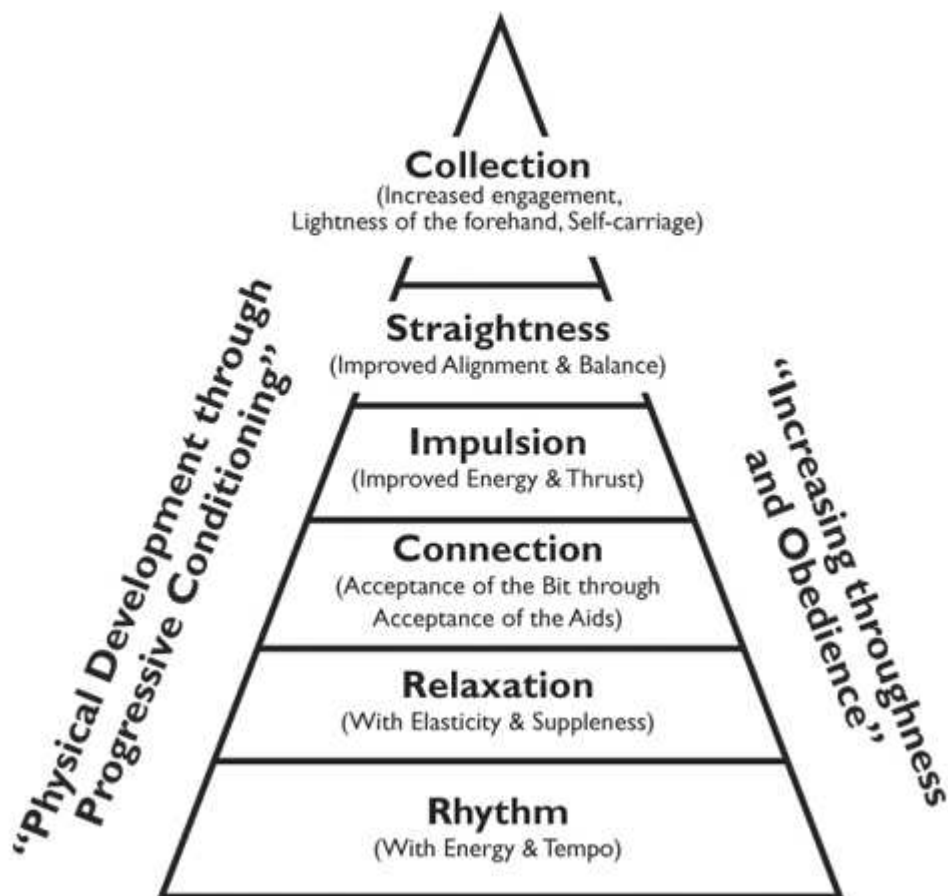 Collection
(Increased engagement,
Lightness of the forehand, Self-carriage)
Straightness
(Improved Alignment & Balance)
Impulsion
(Improved Energy & Thrust)
Connection
(Acceptance of the Bit through
Acceptance of the Aids)
Relaxation
(With Elasticity & Suppleness)
Rhythm
(With Energy & Tempo)
“Physical Development through
Progressive Conditioning”
“Increasing throughness
and Obedience”